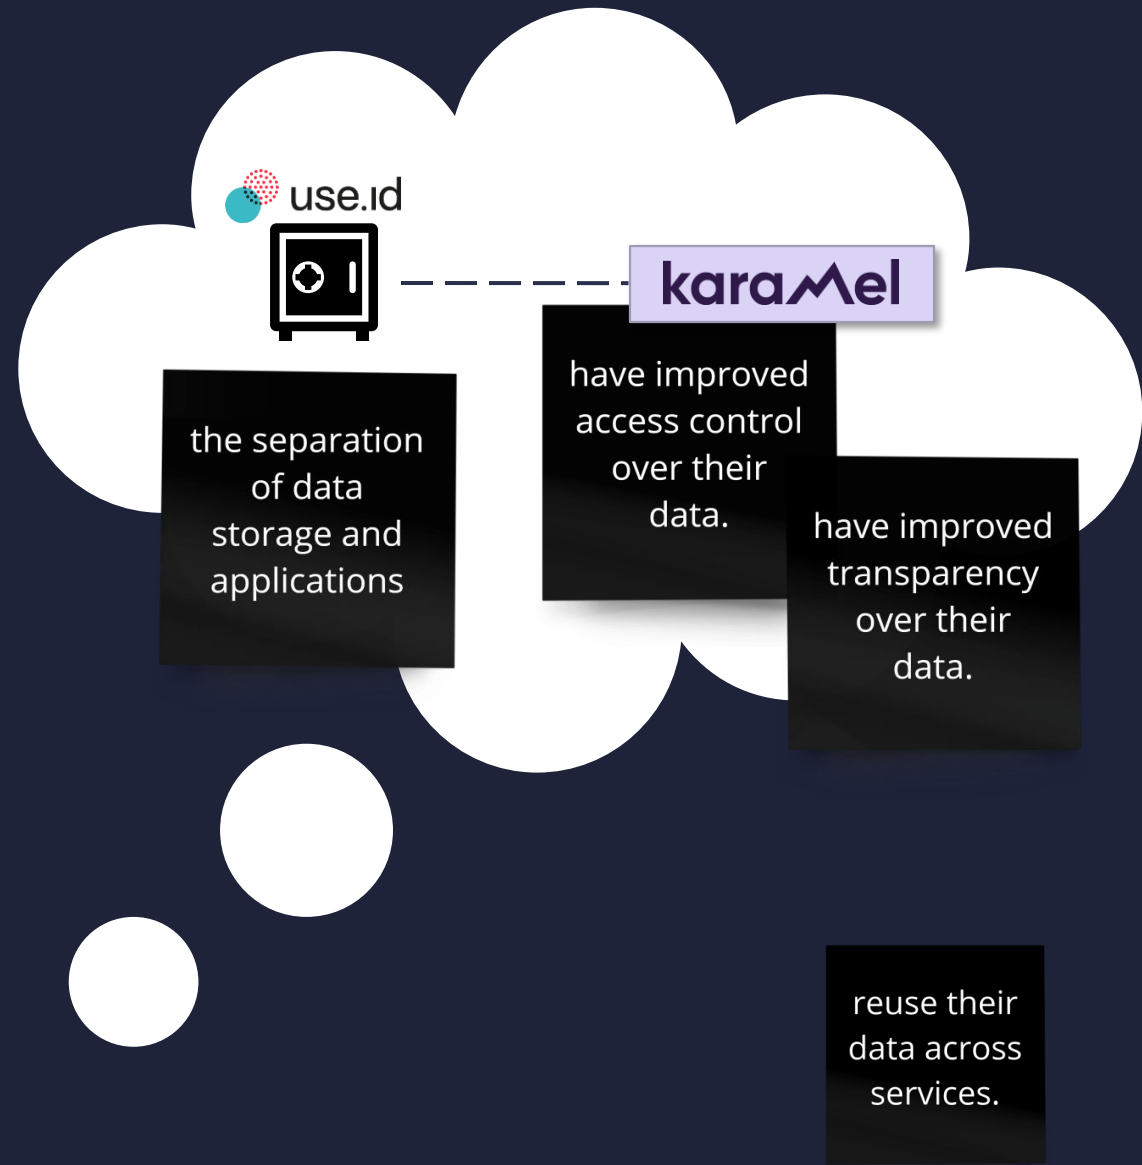 use.id
karamel
the separation
of data
storage and
applications
have improved
access control
over their
data.
have improved
transparency
over their
data.
reuse their
data across
services.